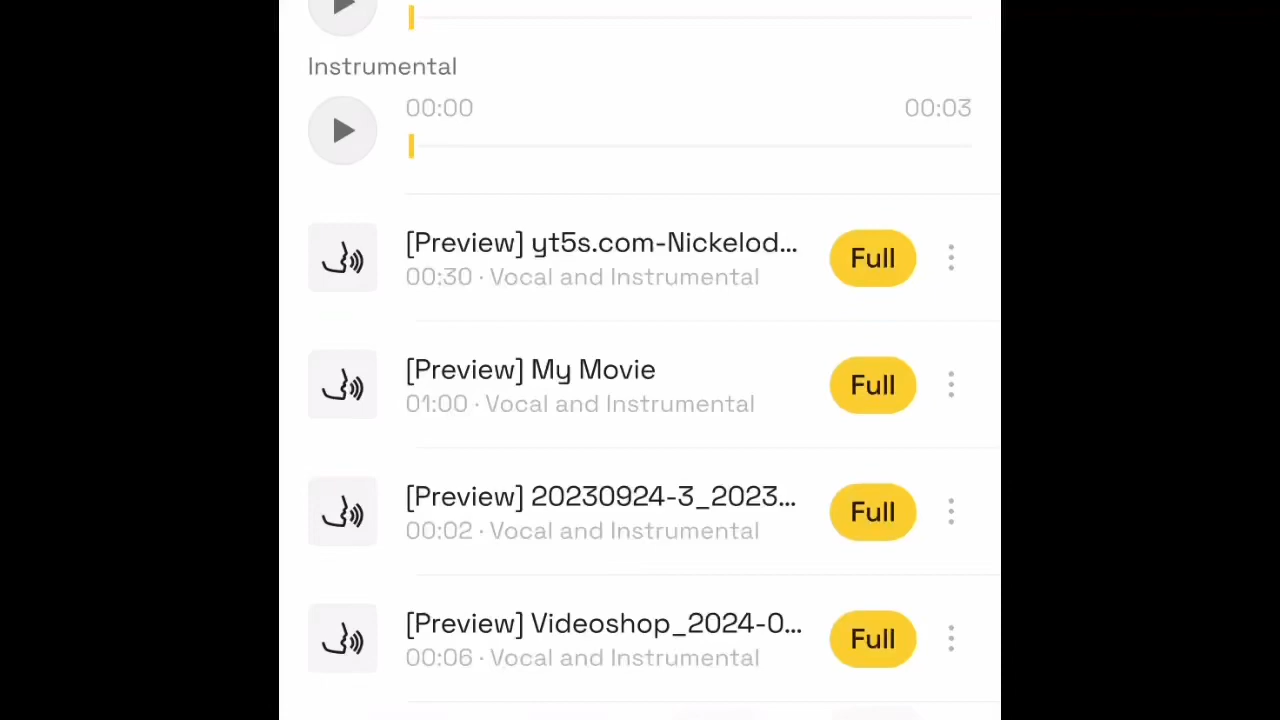 Instrumental
00:00 00:03
[Preview] yt5s.com-Nickelod...
00:30 · Vocal and Instrumental
Full
[Preview] My Movie
01:00 · Vocal and Instrumental
Full
[Preview] 20230924-3_2023...
00:02 · Vocal and Instrumental
Full
[Preview] Videoshop_2024-0...
00:06 · Vocal and Instrumental
Full